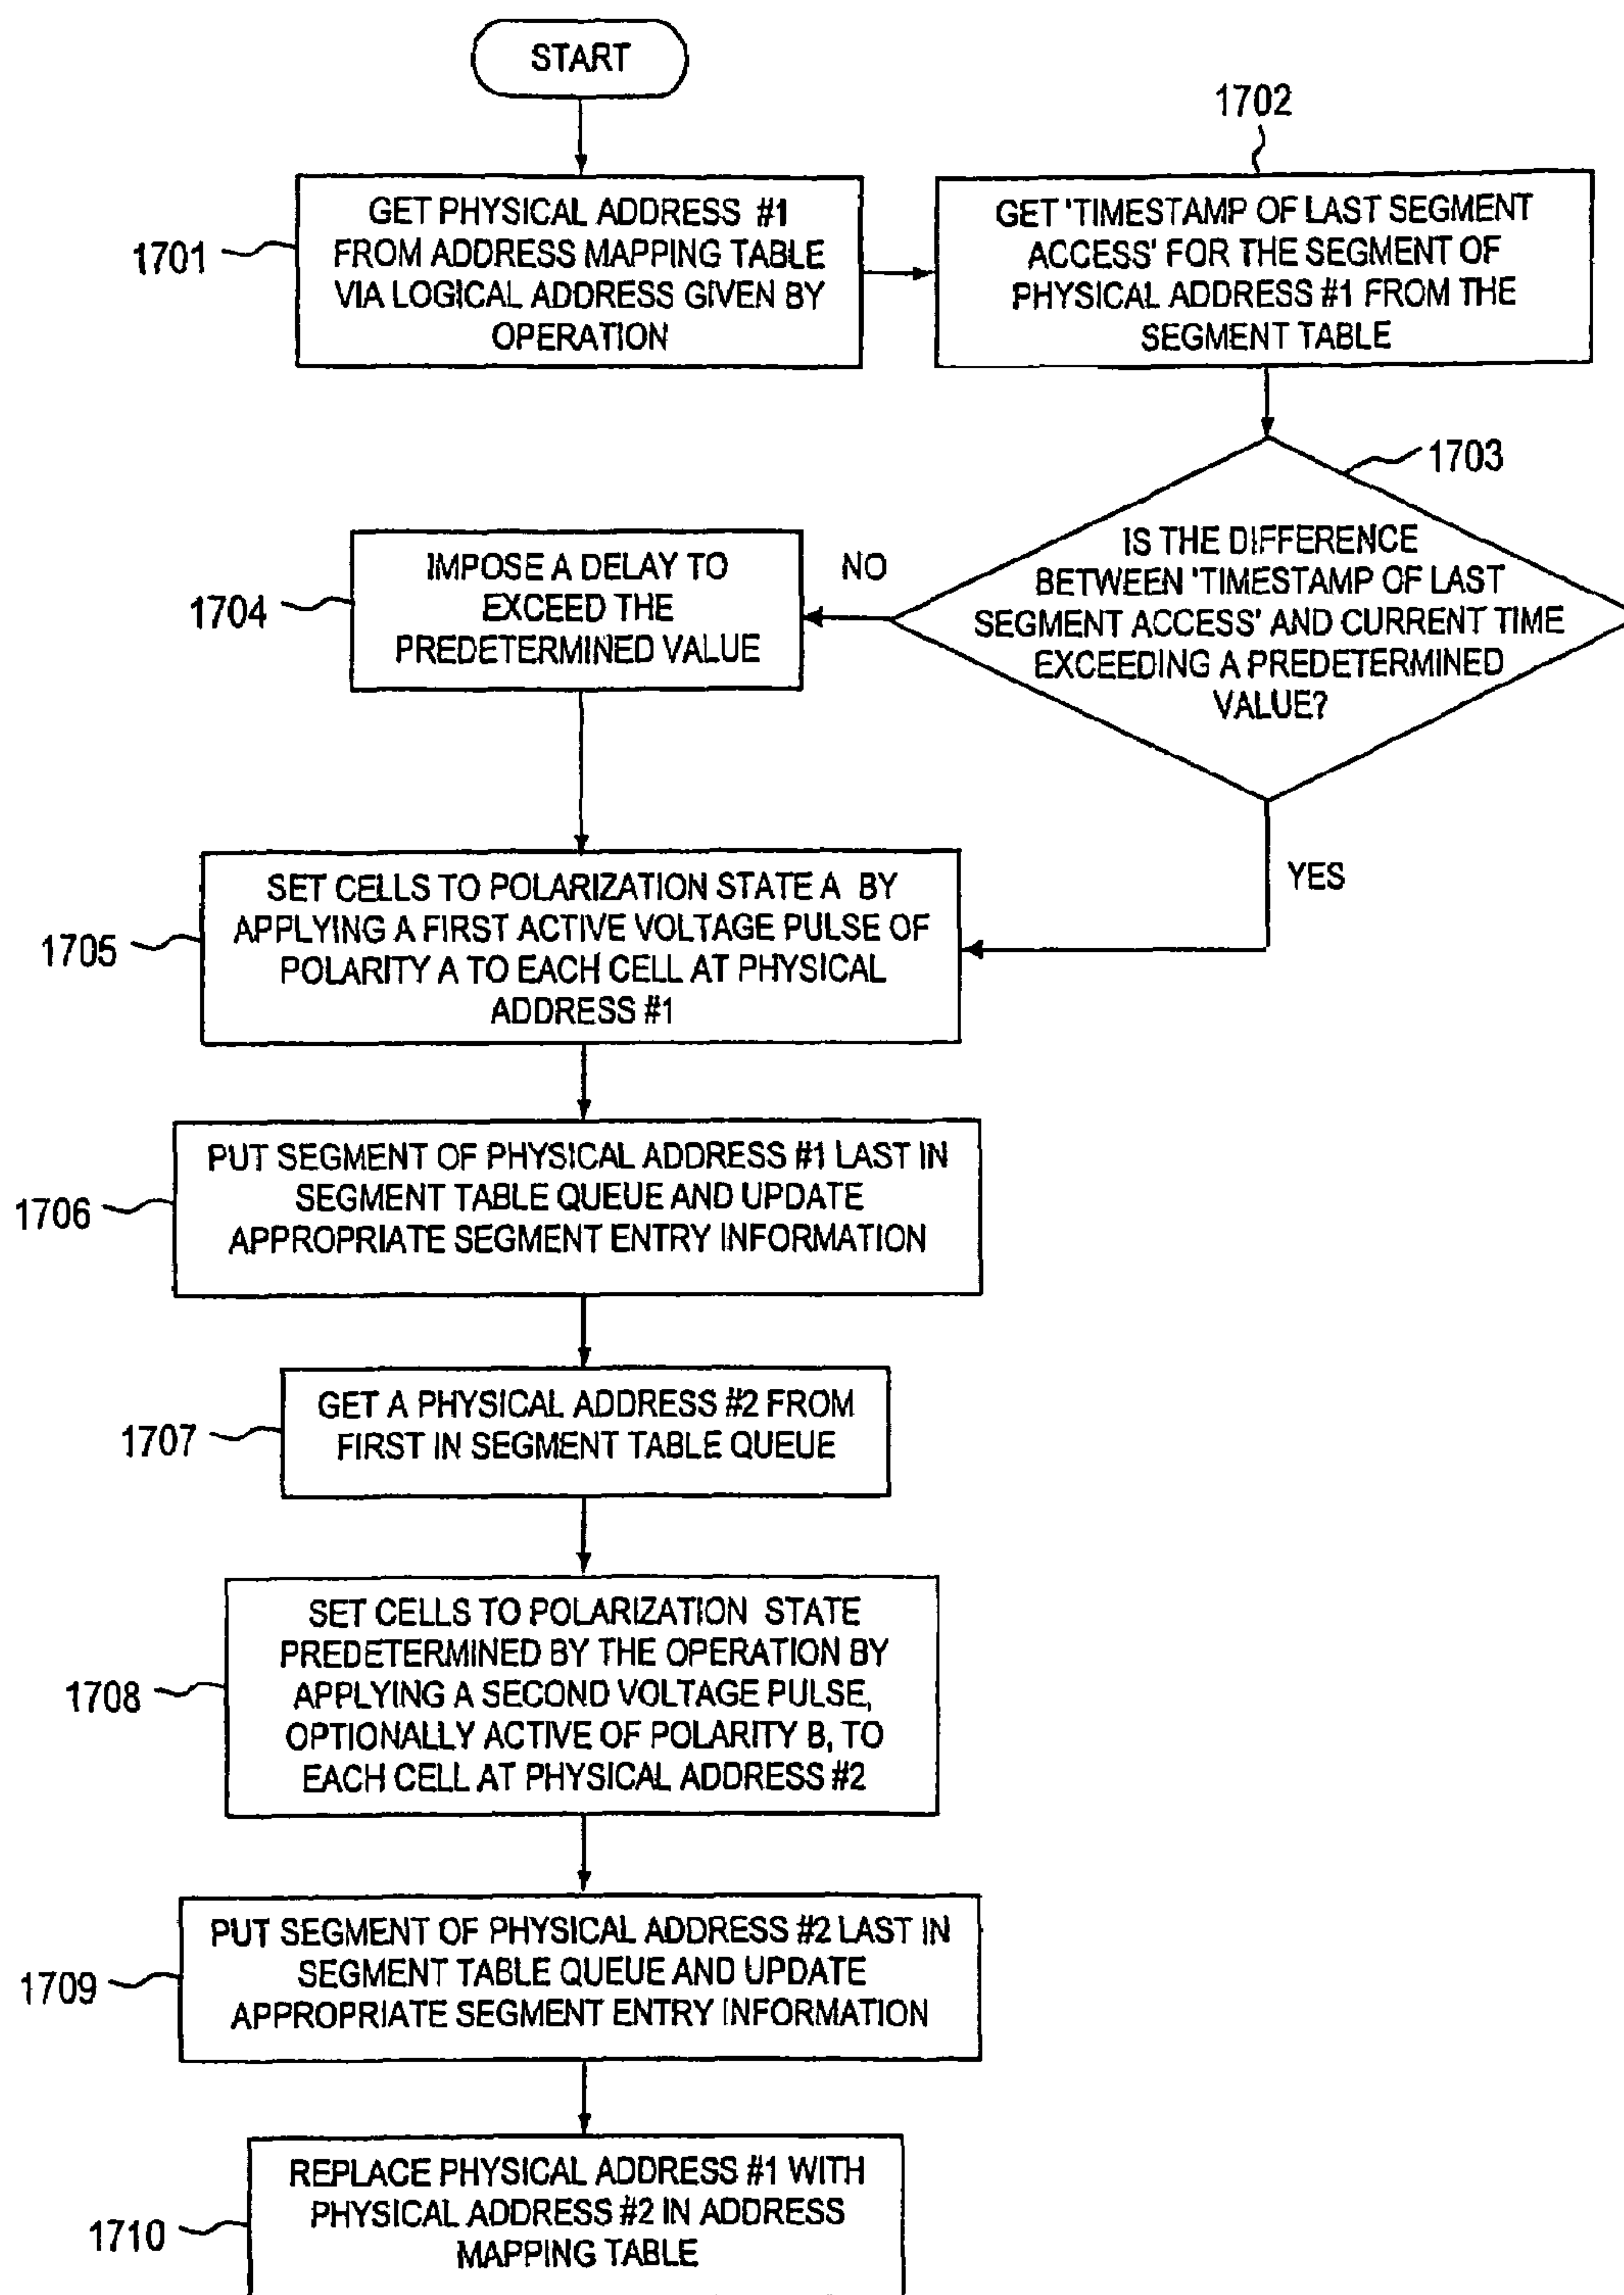 START
1701
GET PHYSICAL ADDRESS #1
FROM ADDRESS MAPPING TABLE
VIA LOGICAL ADDRESS GIVEN BY
OPERATION
1702
GET 'TIMESTAMP OF LAST SEGMENT
ACCESS' FOR THE SEGMENT OF
PHYSICAL ADDRESS #1 FROM THE
SEGMENT TABLE
1703
IS THE DIFFERENCE
BETWEEN 'TIMESTAMP OF LAST
SEGMENT ACCESS' AND CURRENT TIME
EXCEEDING A PREDETERMINED
VALUE?
NO
1704
IMPOSE A DELAY TO
EXCEED THE
PREDETERMINED VALUE
YES
1705
SET CELLS TO POLARIZATION STATE A BY
APPLYING A FIRST ACTIVE VOLTAGE PULSE OF
POLARITY A TO EACH CELL AT PHYSICAL
ADDRESS #1
1706
PUT SEGMENT OF PHYSICAL ADDRESS #1 LAST IN
SEGMENT TABLE QUEUE AND UPDATE
APPROPRIATE SEGMENT ENTRY INFORMATION
1707
GET A PHYSICAL ADDRESS #2 FROM
FIRST IN SEGMENT TABLE QUEUE
1708
SET CELLS TO POLARIZATION STATE
PREDETERMINED BY THE OPERATION BY
APPLYING A SECOND VOLTAGE PULSE,
OPTIONALLY ACTIVE OF POLARITY B, TO
EACH CELL AT PHYSICAL ADDRESS #2
1709
PUT SEGMENT OF PHYSICAL ADDRESS #2 LAST IN
SEGMENT TABLE QUEUE AND UPDATE
APPROPRIATE SEGMENT ENTRY INFORMATION
1710
REPLACE PHYSICAL ADDRESS #1 WITH
PHYSICAL ADDRESS #2 IN ADDRESS
MAPPING TABLE